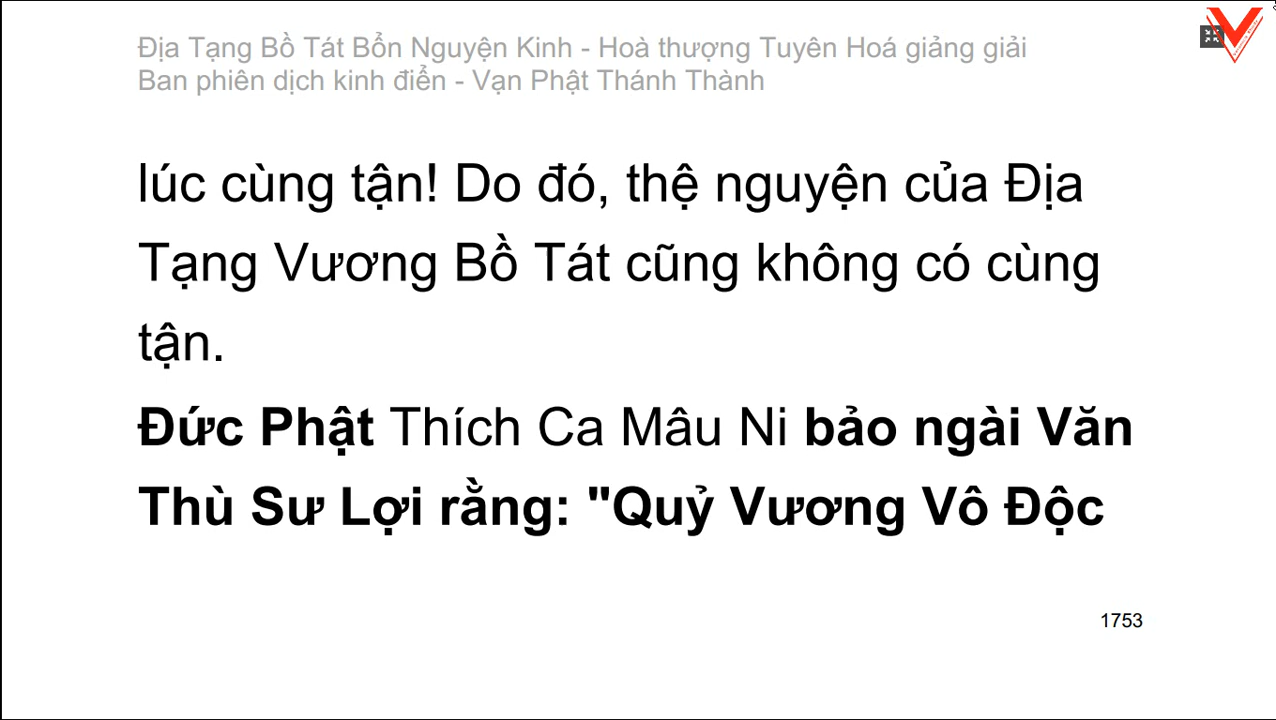 Địa Tạng Bồ Tát Bổn Nguyện Kinh - Hoà thượng Tuyên Hoá giảng giải
Ban phiên dịch kinh điển - Vạn Phật Thánh Thành
lúc cùng tận! Do đó, thệ nguyện của Địa
Tạng Vương Bồ Tát cũng không có cùng
tận.
Đức Phật Thích Ca Mâu Ni bảo ngài Văn
Thù Sư Lợi rằng: "Quỷ Vương Vô Độc
1753